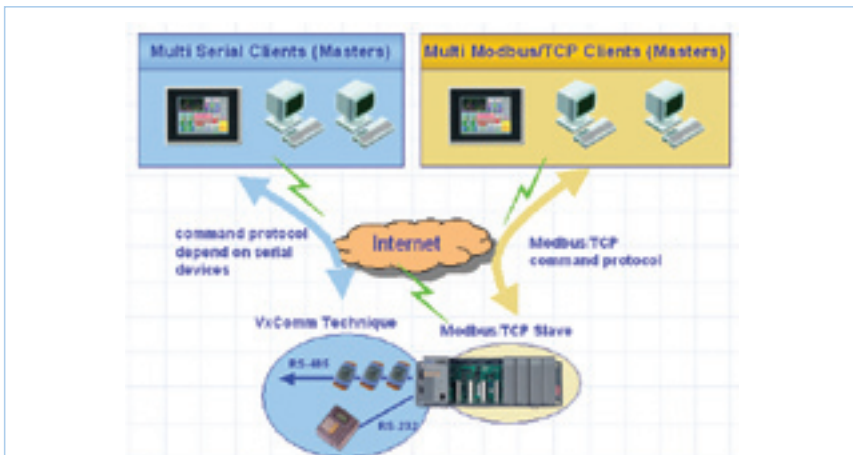 Multi Serial Clients (Masters)
Multi Modbus/TCP Clients (Masters)
Internet
command protocol
depend on serial
devices
Modbus/TCP
command protocol
VxComm Technique
Modbus/TCP Slave
RS-485
RS-232